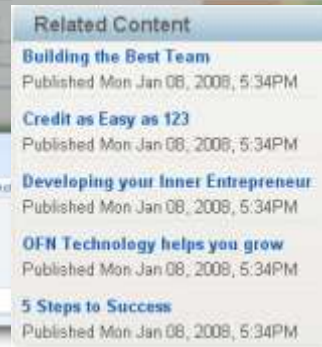 Related Content
Building the Best Team
Published Mon Jan 08, 2008, 5:34PM
Credit as Easy as 123
Published Mon Jan 08, 2008, 5:34PM
Developing your Inner Entrepreneur
Published Mon Jan 08, 2008, 5:34PM
OFN Technology helps you grow
Published Mon Jan 08, 2008, 5:34PM
5 Steps to Success
Published Mon Jan 08, 2008, 5:34PM